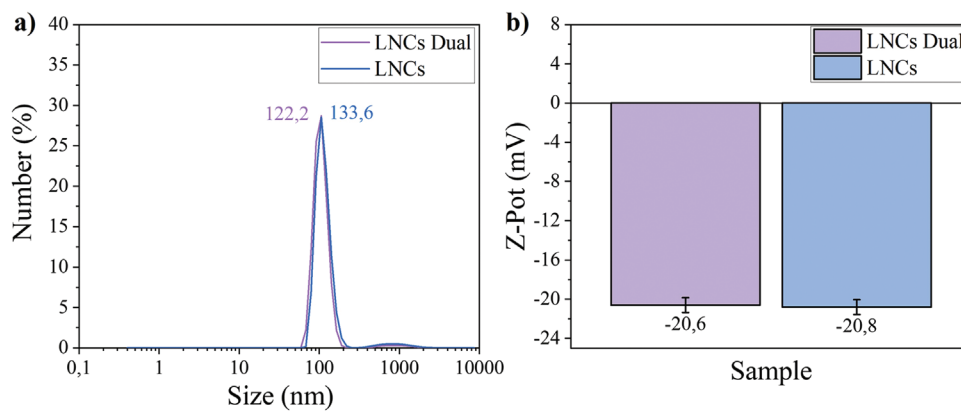 a)
40
35
30
25
20
15
10
5
0
Number (%)
LNCs Dual
LNCs
122,2
133,6
0,1
1
10
100
1000
10000
Size (nm)
b)
8
4
0
-4
-8
-12
-16
-20
-24
Z-Pot (mV)
LNCs Dual
LNCs
-20,6
-20,8
Sample